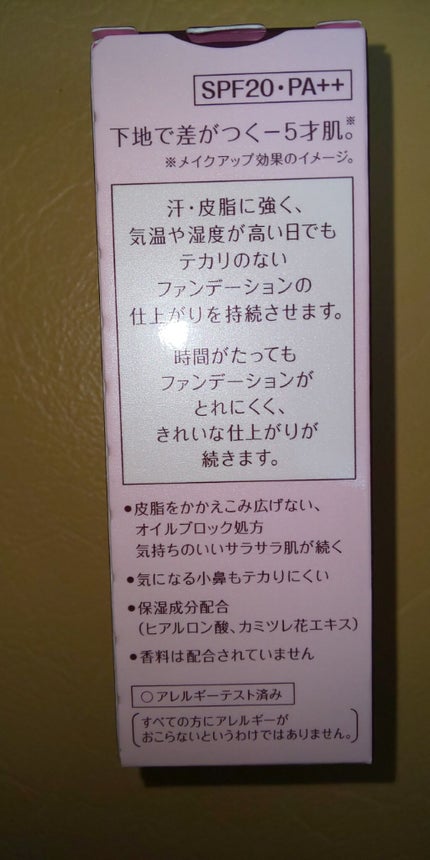 SPF20・PA++
下地で差がつくー5才肌。※
※メイクアップ効果のイメージ。
汗・皮脂に強く、
気温や湿度が高い日でも
テカリのない
ファンデーションの
仕上がりを持続させます。
時間がたっても
ファンデーションが
とれにくく、
きれいな仕上がりが
続きます。
●皮脂をかかえこみ広げない、
オイルブロック処方
気持ちのいいサラサラ肌が続く
●気になる小鼻もテカりにくい
●保湿成分配合
（ヒアルロン酸、カミツレ花エキス）
●香料は配合されていません
○アレルギーテスト済み
すべての方にアレルギーが
おこらないというわけではありません。